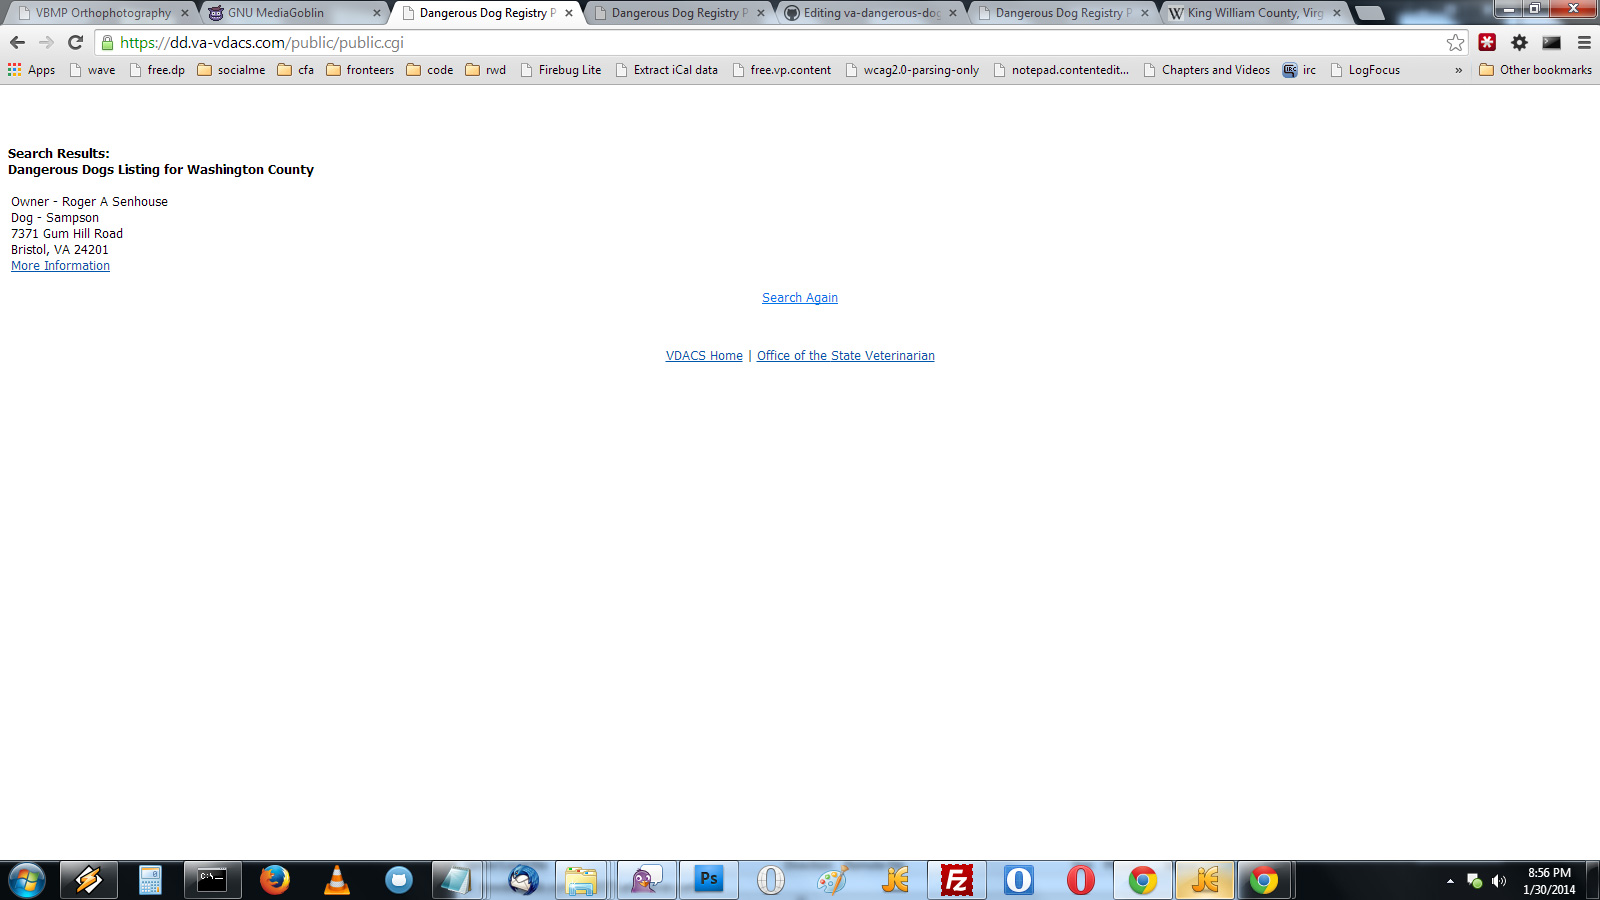 VBMP Orthophotography
GNU MediaGoblin
Dangerous Dog Registry P
Dangerous Dog Registry P
Editing va-dangerous-dog
Dangerous Dog Registry P
King William County, Virg
https://dd.va-vdacs.com/public/public.cgi
Apps wave free.dp socialme cfa fronteers code rwd Firebug Lite Extract iCal data free.vp.content wcag2.0-parsing-only notepad.contentedit... Chapters and Videos irc LogFocus » Other bookmarks
Search Results:
Dangerous Dogs Listing for Washington County
Owner - Roger A Senhouse
Dog - Sampson
7371 Gum Hill Road
Bristol, VA 24201
More Information
Search Again
VDACS Home | Office of the State Veterinarian
C:\_
Ps
Fz
8:56 PM
1/30/2014